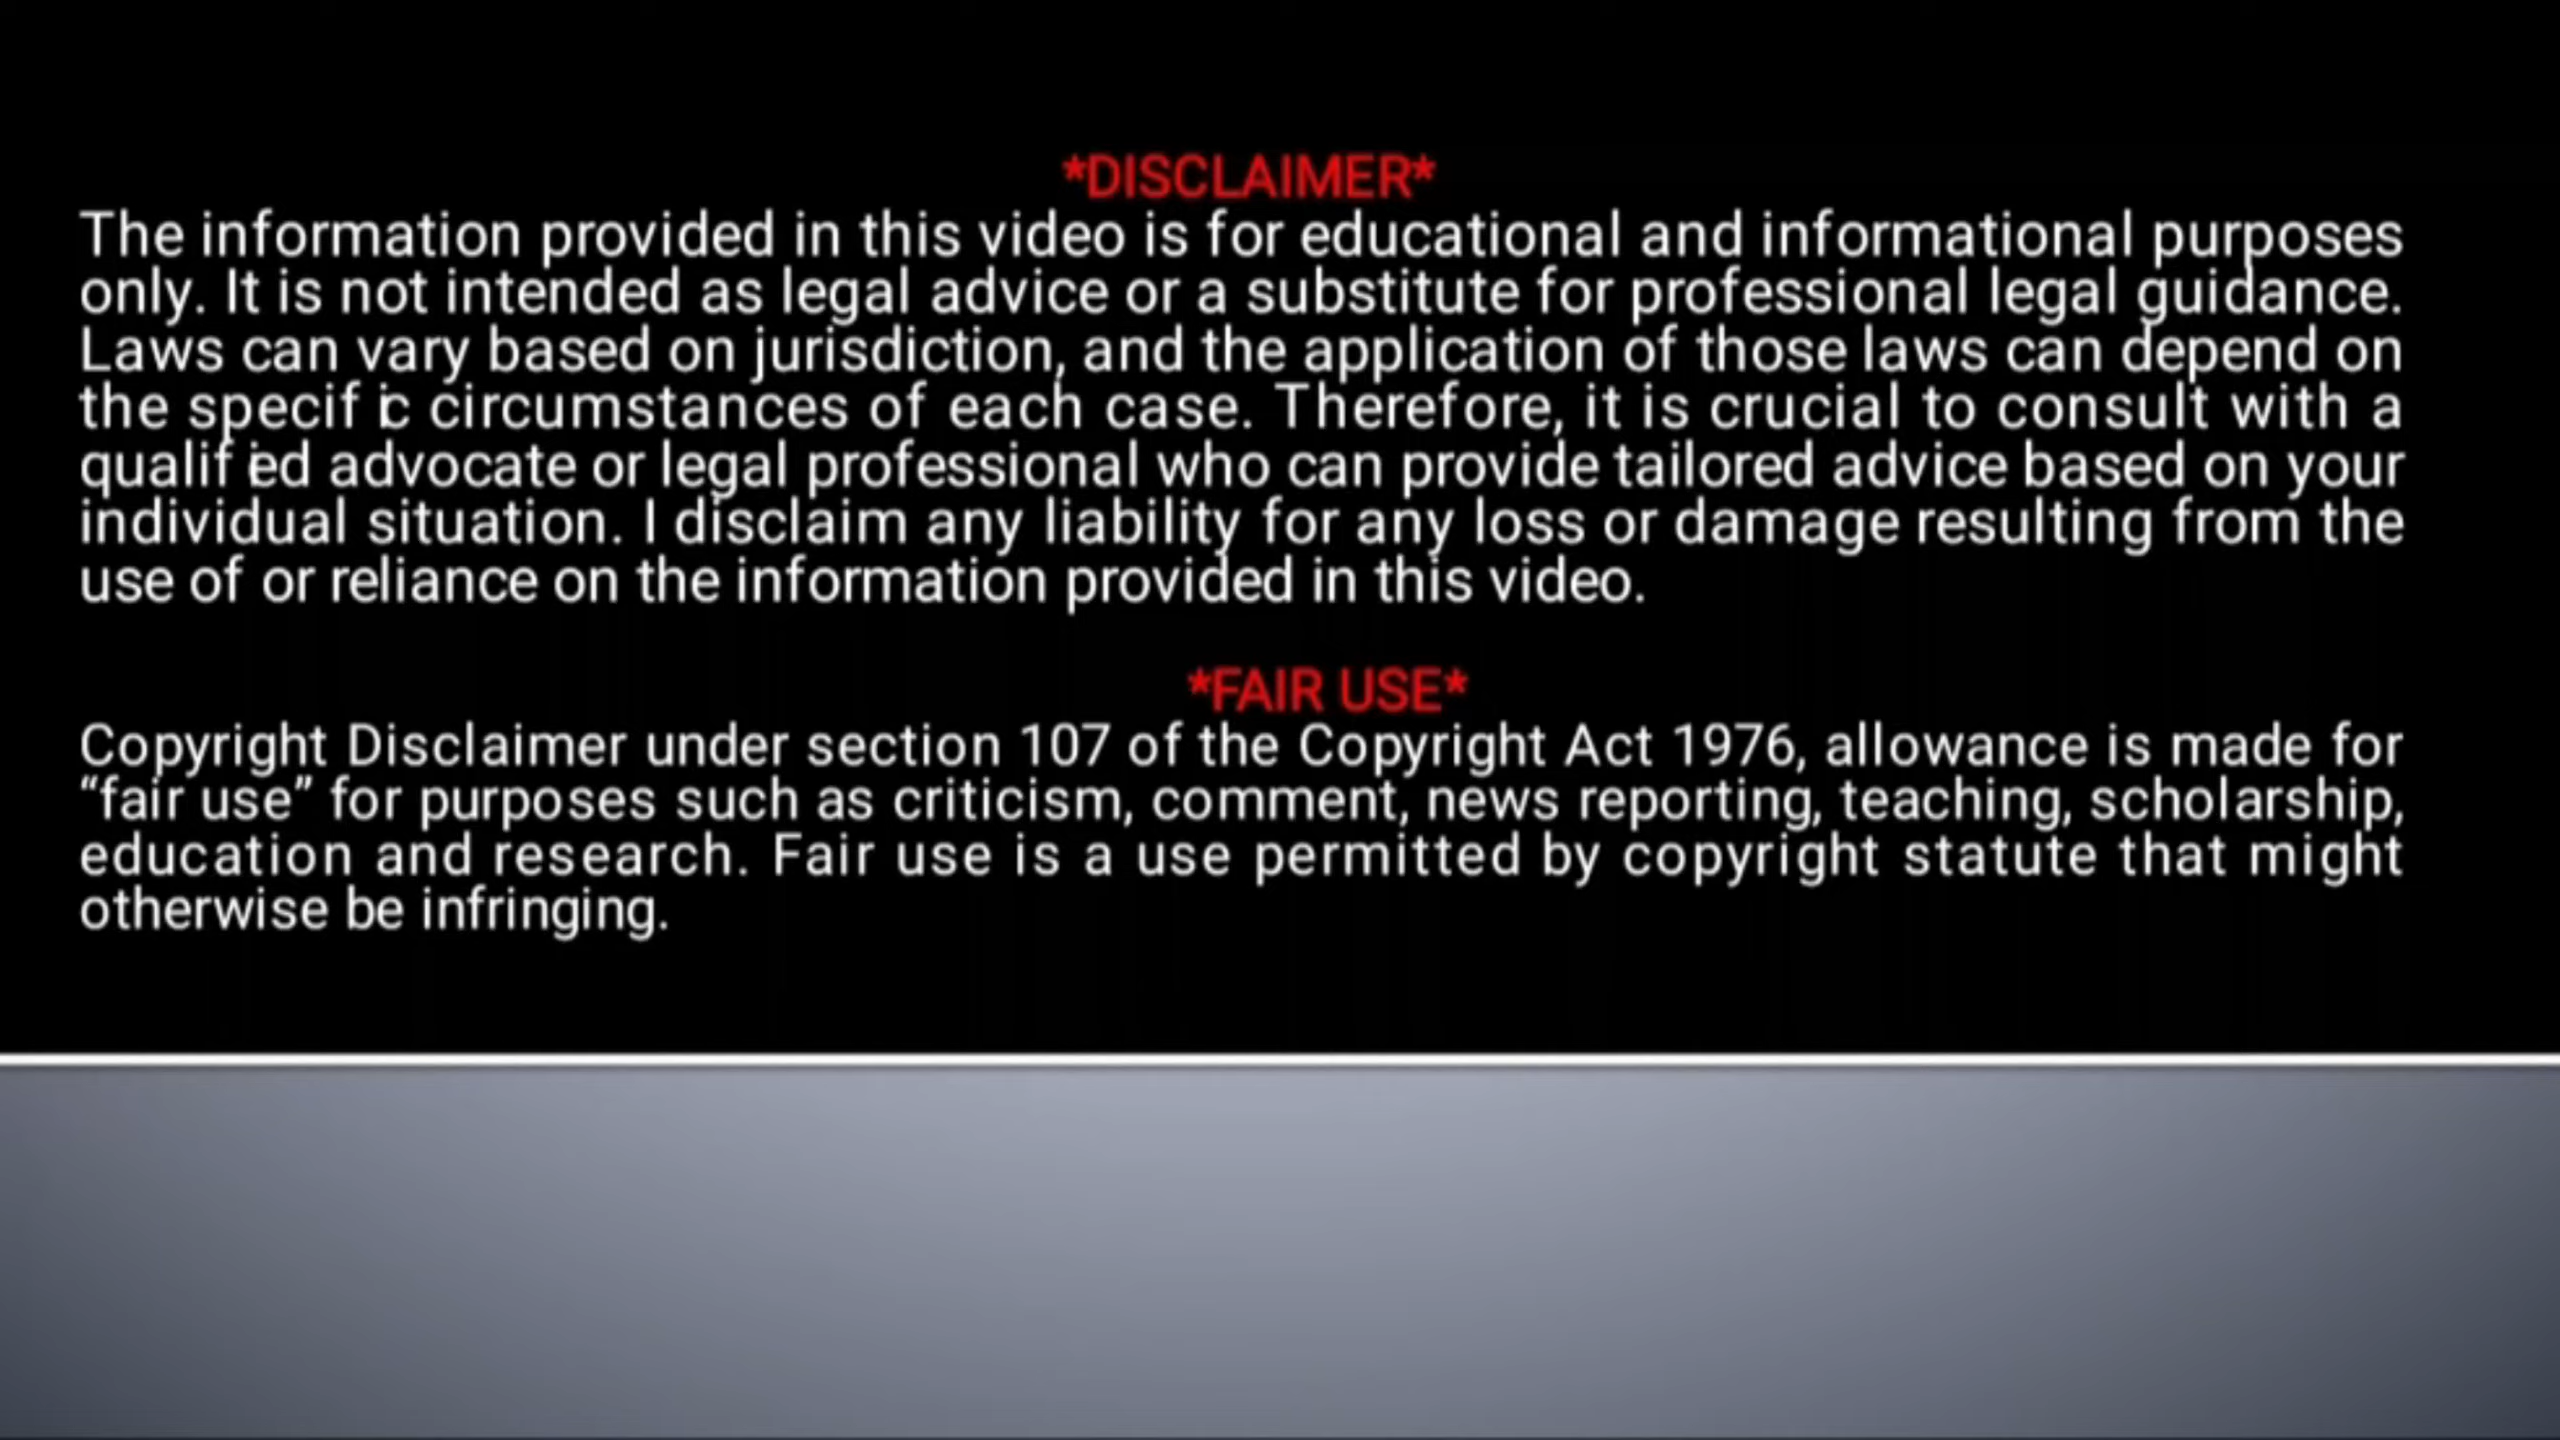 *DISCLAIMER*
The information provided in this video is for educational and informational purposes
only. It is not intended as legal advice or a substitute for professional legal guidance.
Laws can vary based on jurisdiction, and the application of those laws can depend on
the specific circumstances of each case. Therefore, it is crucial to consult with a
qualified advocate or legal professional who can provide tailored advice based on your
individual situation. I disclaim any liability for any loss or damage resulting from the
use of or reliance on the information provided in this video.
*FAIR USE*
Copyright Disclaimer under section 107 of the Copyright Act 1976, allowance is made for
“fair use” for purposes such as criticism, comment, news reporting, teaching, scholarship,
education and research. Fair use is a use permitted by copyright statute that might
otherwise be infringing.